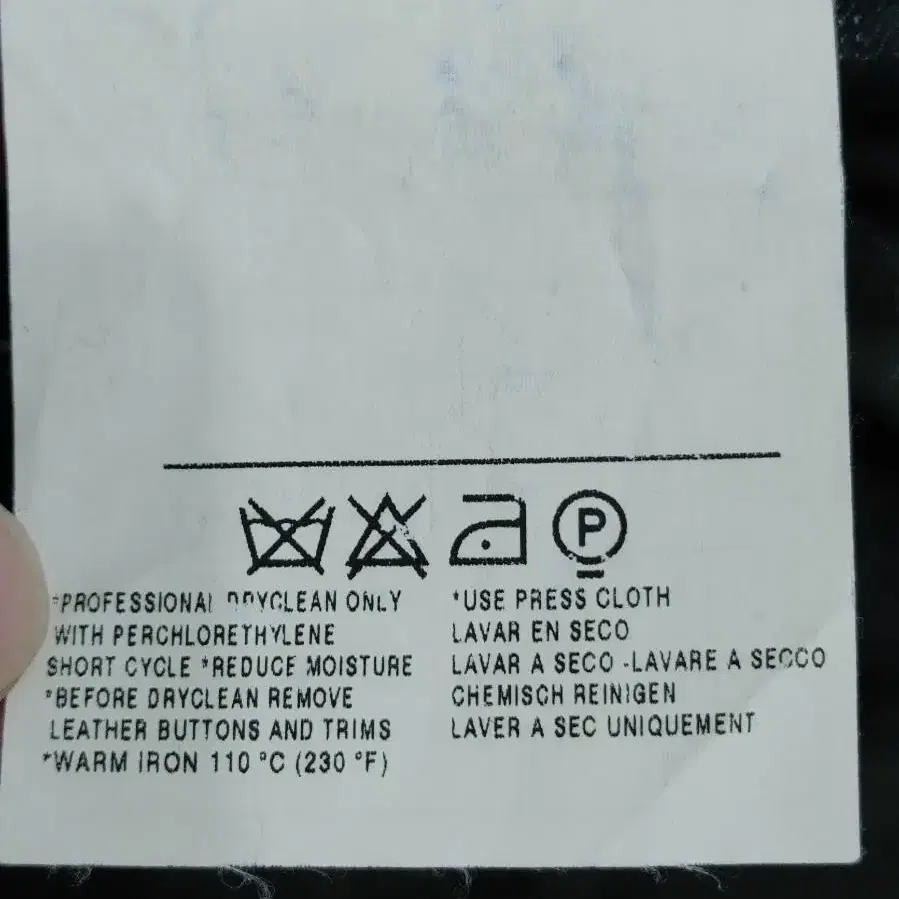 P
*PROFESSIONAL DRYCLEAN ONLY
WITH PERCHLORETHYLENE
SHORT CYCLE *REDUCE MOISTURE
*BEFORE DRYCLEAN REMOVE
LEATHER BUTTONS AND TRIMS
*WARM IRON 110 °C (230 °F)
*USE PRESS CLOTH
LAVAR EN SECO
LAVAR A SECO -LAVARE A SECCO
CHEMISCH REINIGEN
LAVER A SEC UNIQUEMENT